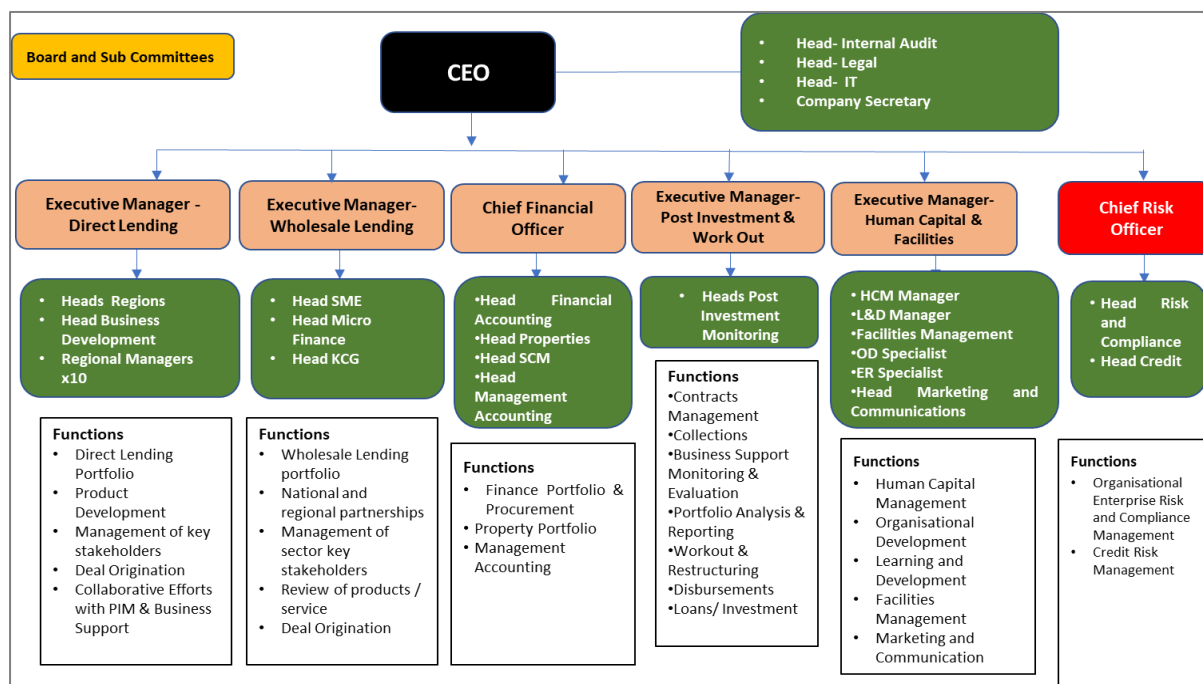 Board and Sub Committees
CEO
• Head- Internal Audit
• Head- Legal
• Head- IT
• Company Secretary
Executive Manager -
Direct Lending
Executive Manager-
Wholesale Lending
Chief Financial
Officer
Executive Manager-
Post Investment &
Work Out
Executive Manager-
Human Capital &
Facilities
Chief Risk
Officer
• Heads Regions
• Head Business
Development
• Regional Managers
x10
• Head SME
• Head Micro
Finance
• Head KCG
•Head Financial
Accounting
•Head Properties
•Head SCM
•Head
Management
Accounting
• Heads Post
Investment
Monitoring
• HCM Manager
•L&D Manager
•Facilities Management
•OD Specialist
•ER Specialist
•Head Marketing and
Communications
• Head Risk
and
Compliance
• Head Credit
Functions
• Direct Lending
Portfolio
• Product
Development
• Management of key
stakeholders
• Deal Origination
• Collaborative Efforts
with PIM & Business
Support
Functions
• Wholesale Lending
portfolio
• National and
regional partnerships
• Management of
sector key
stakeholders
• Review of products /
service
• Deal Origination
Functions
• Finance Portfolio &
Procurement
• Property Portfolio
• Management
Accounting
Functions
•Contracts
Management
•Collections
•Business Support
Monitoring &
Evaluation
•Portfolio Analysis &
Reporting
•Workout &
Restructuring
•Disbursements
•Loans/ Investment
Functions
• Human Capital
Management
• Organisational
Development
• Learning and
Development
• Facilities
Management
• Marketing and
Communication
Functions
• Organisational
Enterprise Risk
and Compliance
Management
• Credit Risk
Management